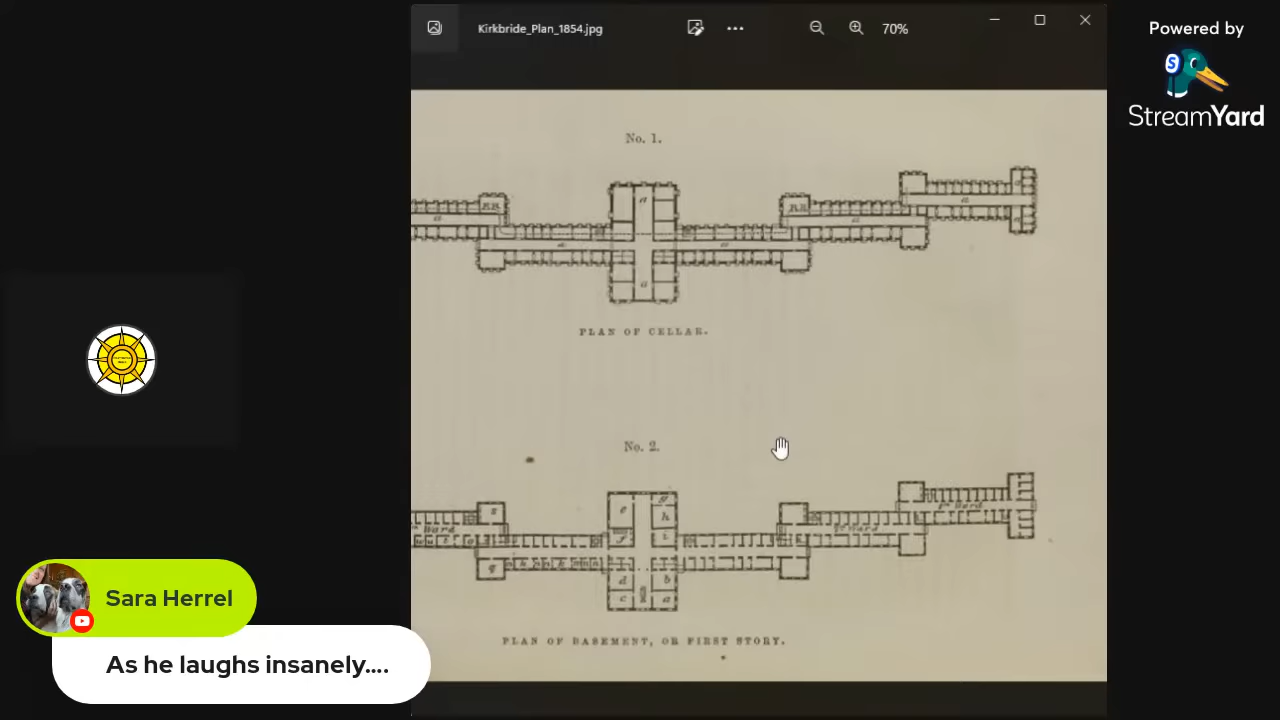 Kirkbride_Plan_1854.jpg
70%
Powered by
StreamYard
No. 1.
PLAN OF CELLAR.
No. 2.
PLAN OF BASEMENT, OR FIRST STORY.
Sara Herrel
As he laughs insanely....